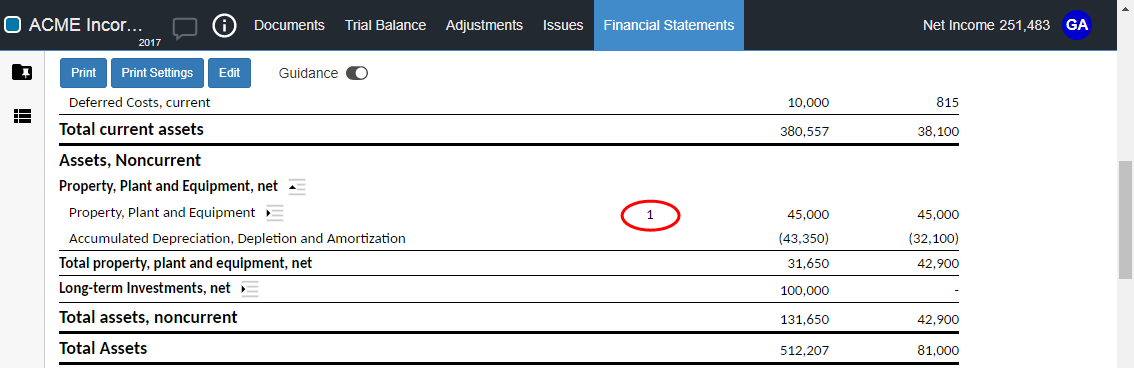 ACME Incor... 2017 Documents Trial Balance Adjustments Issues Financial Statements Net Income 251,483 GA
Print Print Settings Edit Guidance
Deferred Costs, current 10,000 815
Total current assets 380,557 38,100
Assets, Noncurrent
Property, Plant and Equipment, net
Property, Plant and Equipment 1 45,000 45,000
Accumulated Depreciation, Depletion and Amortization (43,350) (32,100)
Total property, plant and equipment, net 31,650 42,900
Long-term Investments, net 100,000 -
Total assets, noncurrent 131,650 42,900
Total Assets 512,207 81,000